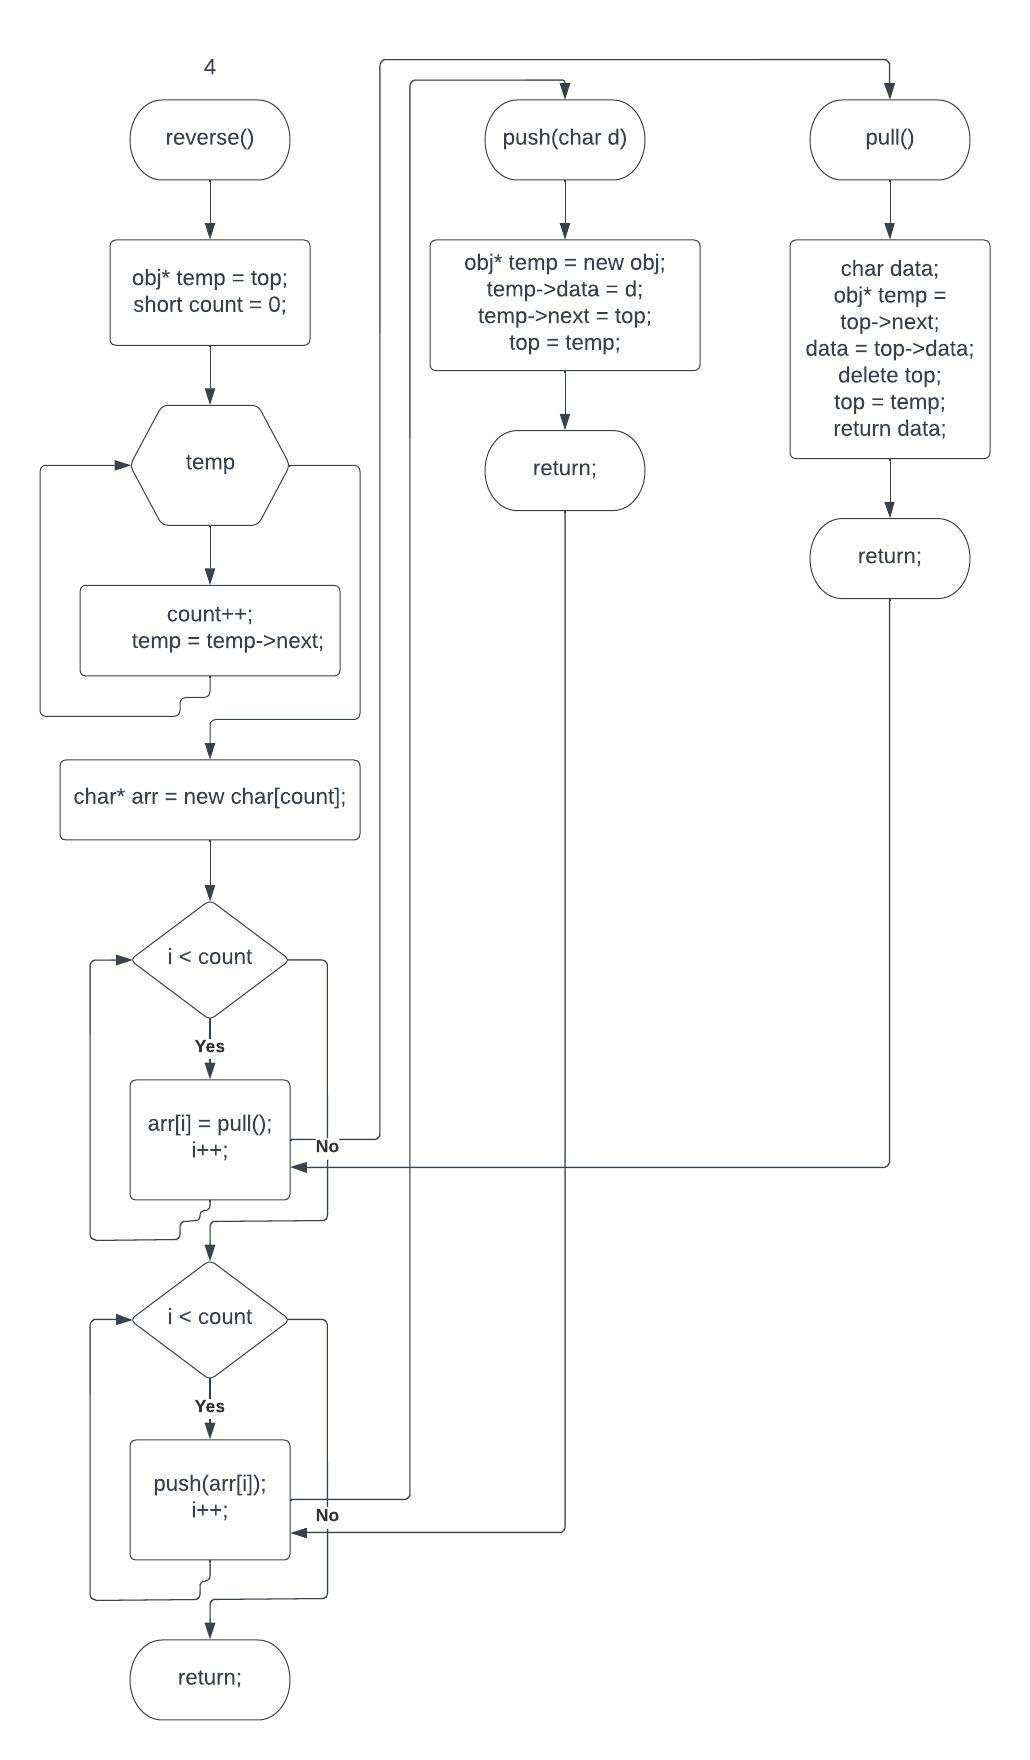 4
reverse()
obj* temp = top;
short count = 0;
temp
count++;
temp = temp->next;
char* arr = new char[count];
i < count
Yes
arr[i] = pull();
i++;
No
i < count
Yes
push(arr[i]);
i++;
No
return;
push(char d)
obj* temp = new obj;
temp->data = d;
temp->next = top;
top = temp;
return;
pull()
char data;
obj* temp =
top->next;
data = top->data;
delete top;
top = temp;
return data;
return;